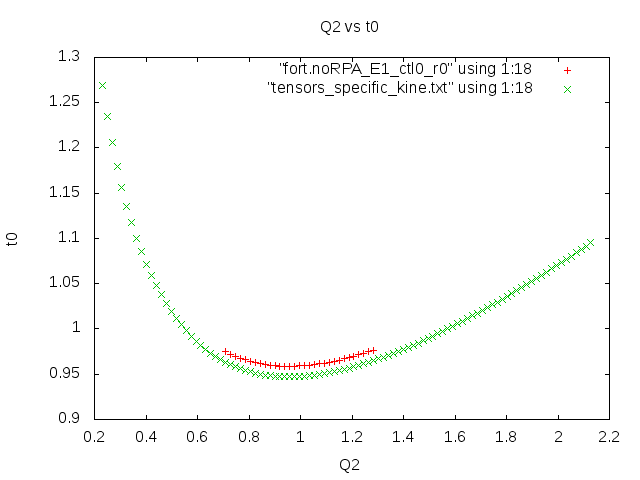 Q2 vs t0
"fort.noRPA_E1_ctl0_r0" using 1:18
"tensors_specific_kine.txt" using 1:18
1.3
1.25
1.2
1.15
1.1
1.05
1
0.95
0.9
t0
0.2 0.4 0.6 0.8 1 1.2 1.4 1.6 1.8 2 2.2
Q2